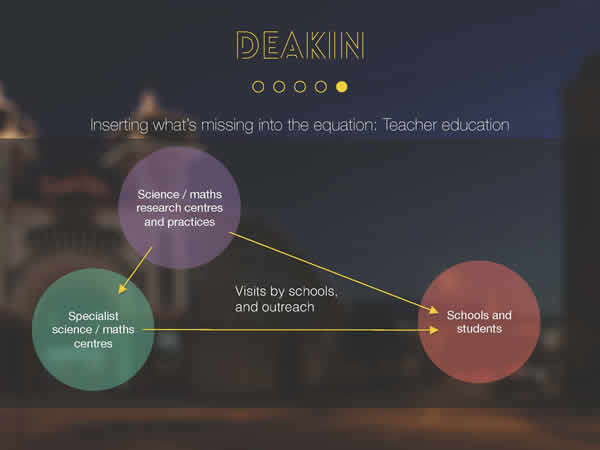 DEAKIN
Inserting what's missing into the equation: Teacher education
Science / maths
research centres
and practices
Visits by schools,
and outreach
Specialist
science / maths
centres
Schools and
students